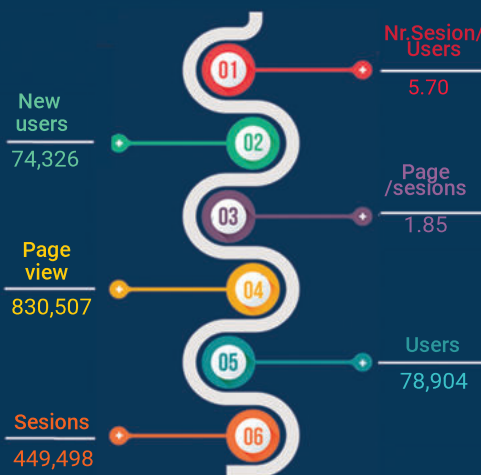 Nr.Sesion/
Users
5.70
01
New
users
74,326
02
Page
/sesions
1.85
03
Page
view
830,507
04
Users
78,904
05
Sesions
449,498
06